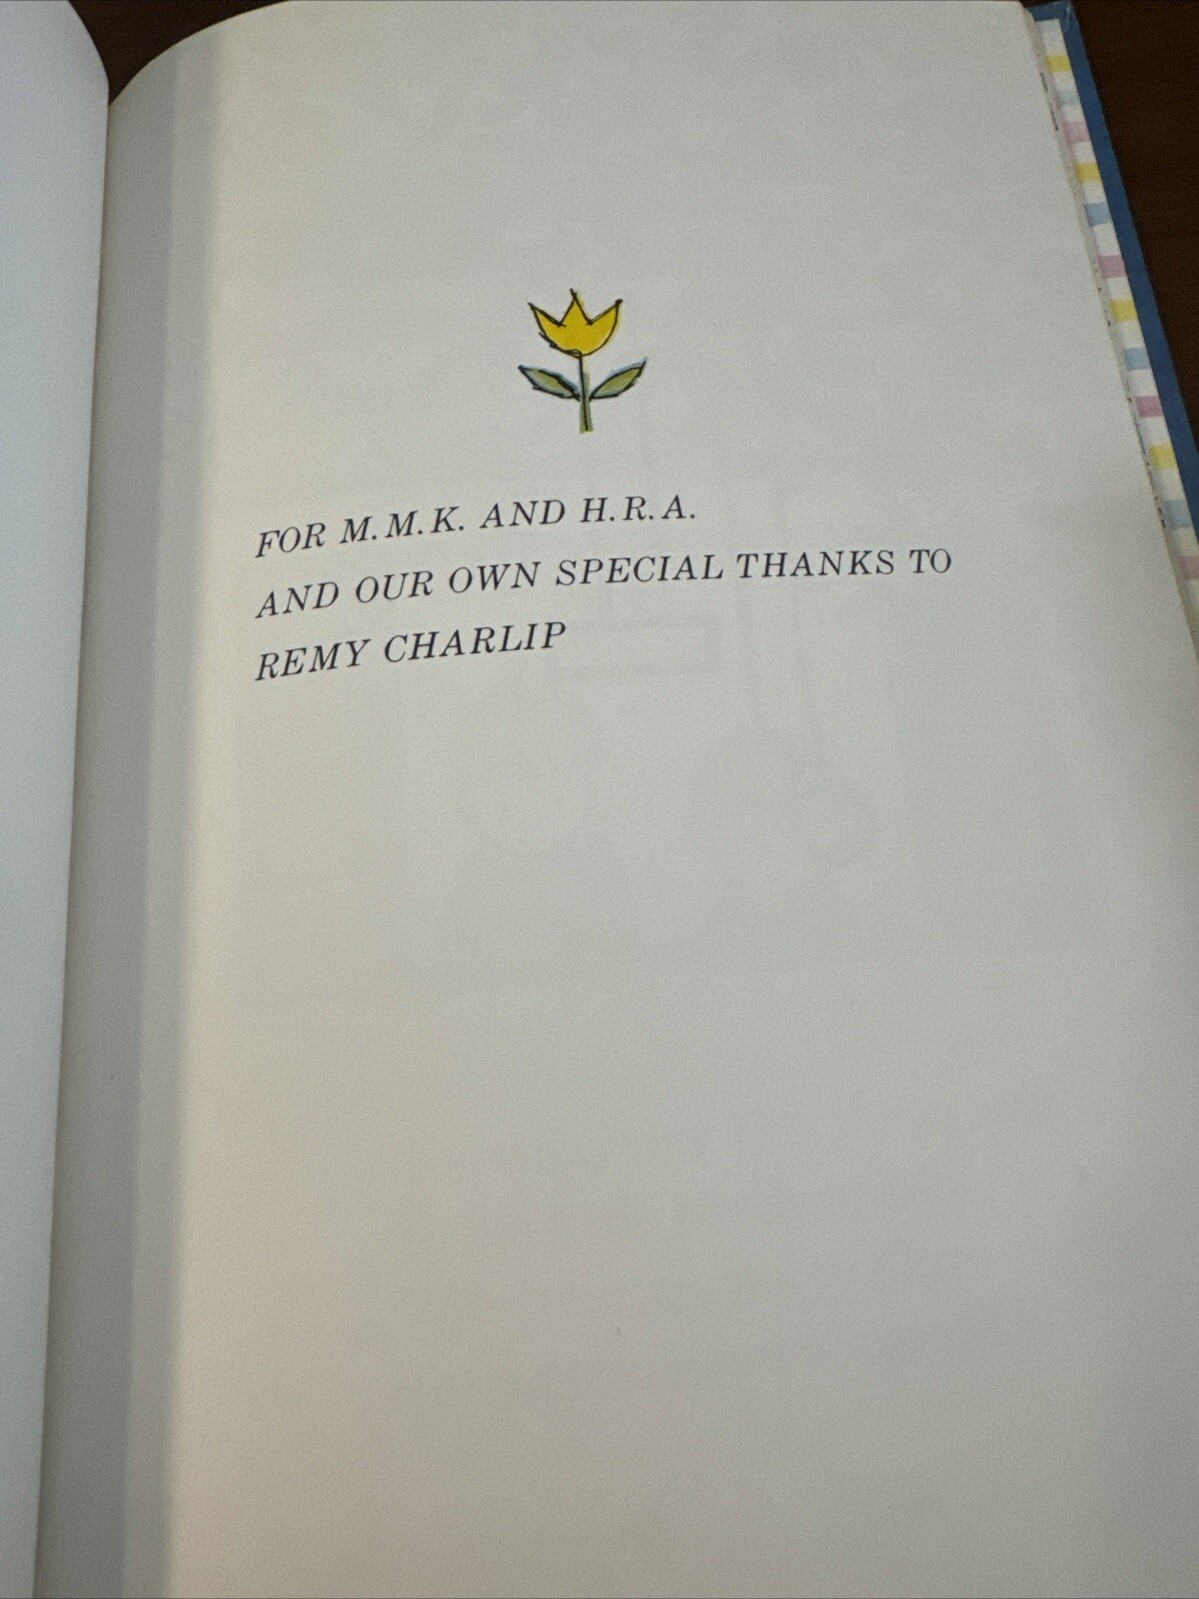 FOR M. M. K. AND H. R. A.
AND OUR OWN SPECIAL THANKS TO
REMY CHARLIP